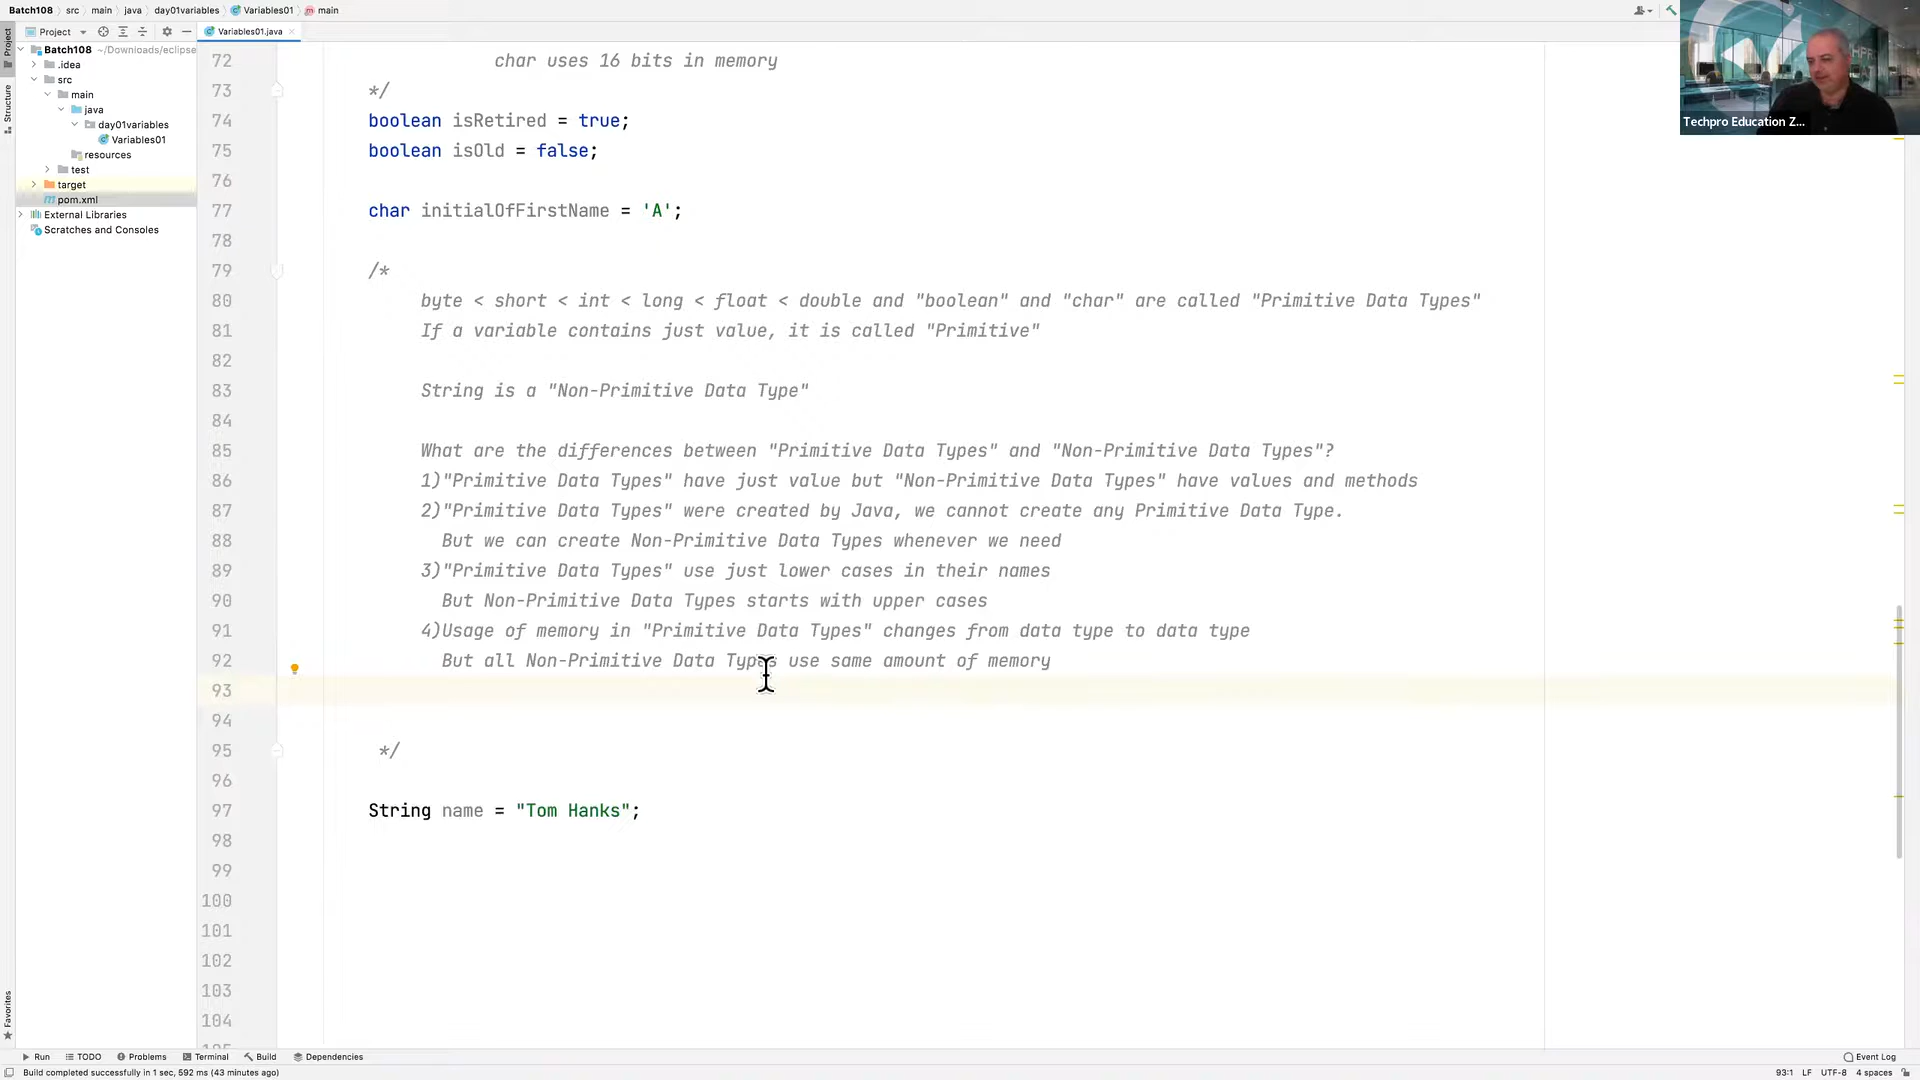 Batch108 src main java day01variables Variables01 main
Project
Variables01.java
Project
Structure
Favorites
Batch108 ~/Downloads/eclipse
.idea
src
main
java
day01variables
Variables01
resources
test
target
pom.xml
External Libraries
Scratches and Consoles
72 char uses 16 bits in memory
73 */
74 boolean isRetired = true;
75 boolean isOld = false;
76
77 char initialOfFirstName = 'A';
78
79 /*
80 byte < short < int < long < float < double and "boolean" and "char" are called "Primitive Data Types"
81 If a variable contains just value, it is called "Primitive"
82
83 String is a "Non-Primitive Data Type"
84
85 What are the differences between "Primitive Data Types" and "Non-Primitive Data Types"?
86 1)"Primitive Data Types" have just value but "Non-Primitive Data Types" have values and methods
87 2)"Primitive Data Types" were created by Java, we cannot create any Primitive Data Type.
88 But we can create Non-Primitive Data Types whenever we need
89 3)"Primitive Data Types" use just lower cases in their names
90 But Non-Primitive Data Types starts with upper cases
91 4)Usage of memory in "Primitive Data Types" changes from data type to data type
92 But all Non-Primitive Data Types use same amount of memory
93
94
95 */
96
97 String name = "Tom Hanks";
98
99
100
101
102
103
104
Techpro Education Z...
Run TODO Problems Terminal Build Dependencies Event Log
Build completed successfully in 1 sec, 592 ms (43 minutes ago) 93:1 LF UTF-8 4 spaces